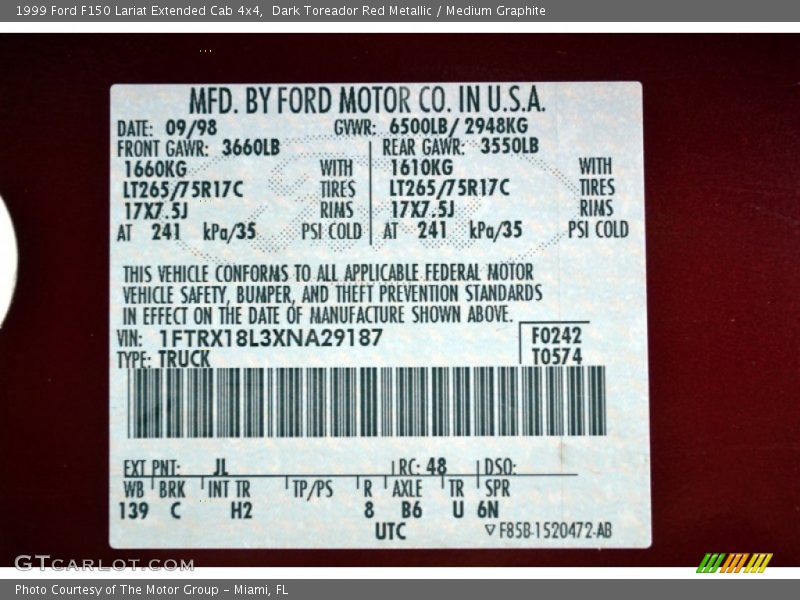 1999 Ford F150 Lariat Extended Cab 4x4,  Dark Toreador Red Metallic / Medium Graphite
MFD. BY FORD MOTOR CO. IN U.S.A.
DATE: 09/98 GVWR: 6500LB/ 2948KG
FRONT GAWR: 3660LB REAR GAWR: 3550LB
1660KG WITH 1610KG WITH
LT265/75R17C TIRES LT265/75R17C TIRES
17X7.5J RIMS 17X7.5J RIMS
AT 241 kPa/35 PSI COLD AT 241 kPa/35 PSI COLD
THIS VEHICLE CONFORMS TO ALL APPLICABLE FEDERAL MOTOR
VEHICLE SAFETY, BUMPER, AND THEFT PREVENTION STANDARDS
IN EFFECT ON THE DATE OF MANUFACTURE SHOWN ABOVE.
VIN: 1FTRX18L3XNA29187 F0242
TYPE: TRUCK T0574
EXT PNT: JL RC: 48 DSO:
WB BRK INT TR TP/PS R AXLE TR SPR
139 C H2 8 B6 U 6N
UTC F85B-1520472-AB
GTCARLOT.COM
Photo Courtesy of The Motor Group - Miami, FL